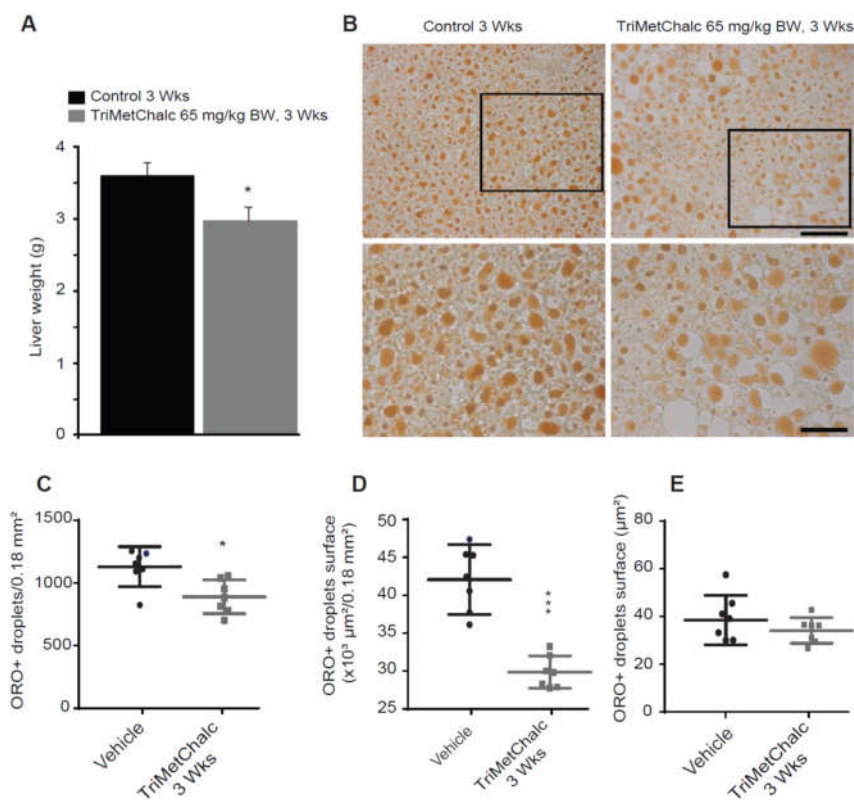 A
Control 3 Wks
TriMetChalc 65 mg/kg BW, 3 Wks
Liver weight (g)
4
3
2
1
0
*
B
Control 3 Wks
TriMetChalc 65 mg/kg BW, 3 Wks
C
ORO+ droplets/0.18 mm²
1500
1000
500
0
*
Vehicle
TriMetChalc
3 Wks
D
ORO+ droplets surface
(x10³ µm²/0.18 mm²)
50
45
40
35
30
25
***
Vehicle
TriMetChalc
3 Wks
E
ORO+ droplets surface (µm²)
80
60
40
20
0
Vehicle
TriMetChalc
3 Wks